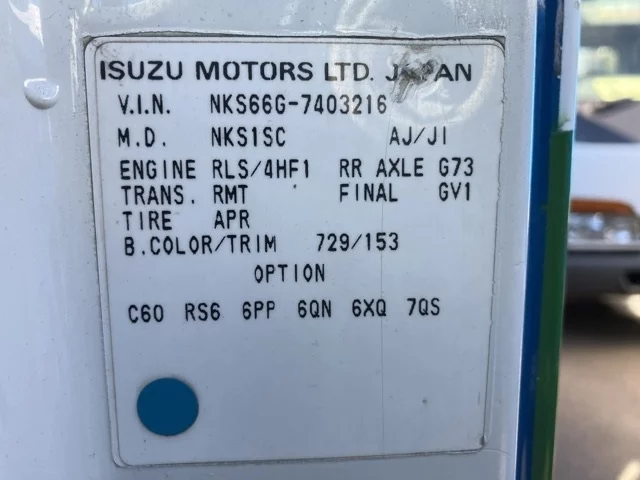 ISUZU MOTORS LTD. JAPAN
V.I.N. NKS66G-7403216
M.D. NKS1SC AJ/JI
ENGINE RLS/4HF1 RR AXLE G73
TRANS. RMT FINAL GV1
TIRE APR
B.COLOR/TRIM 729/153
OPTION
C60 RS6 6PP 6QN 6XQ 7QS